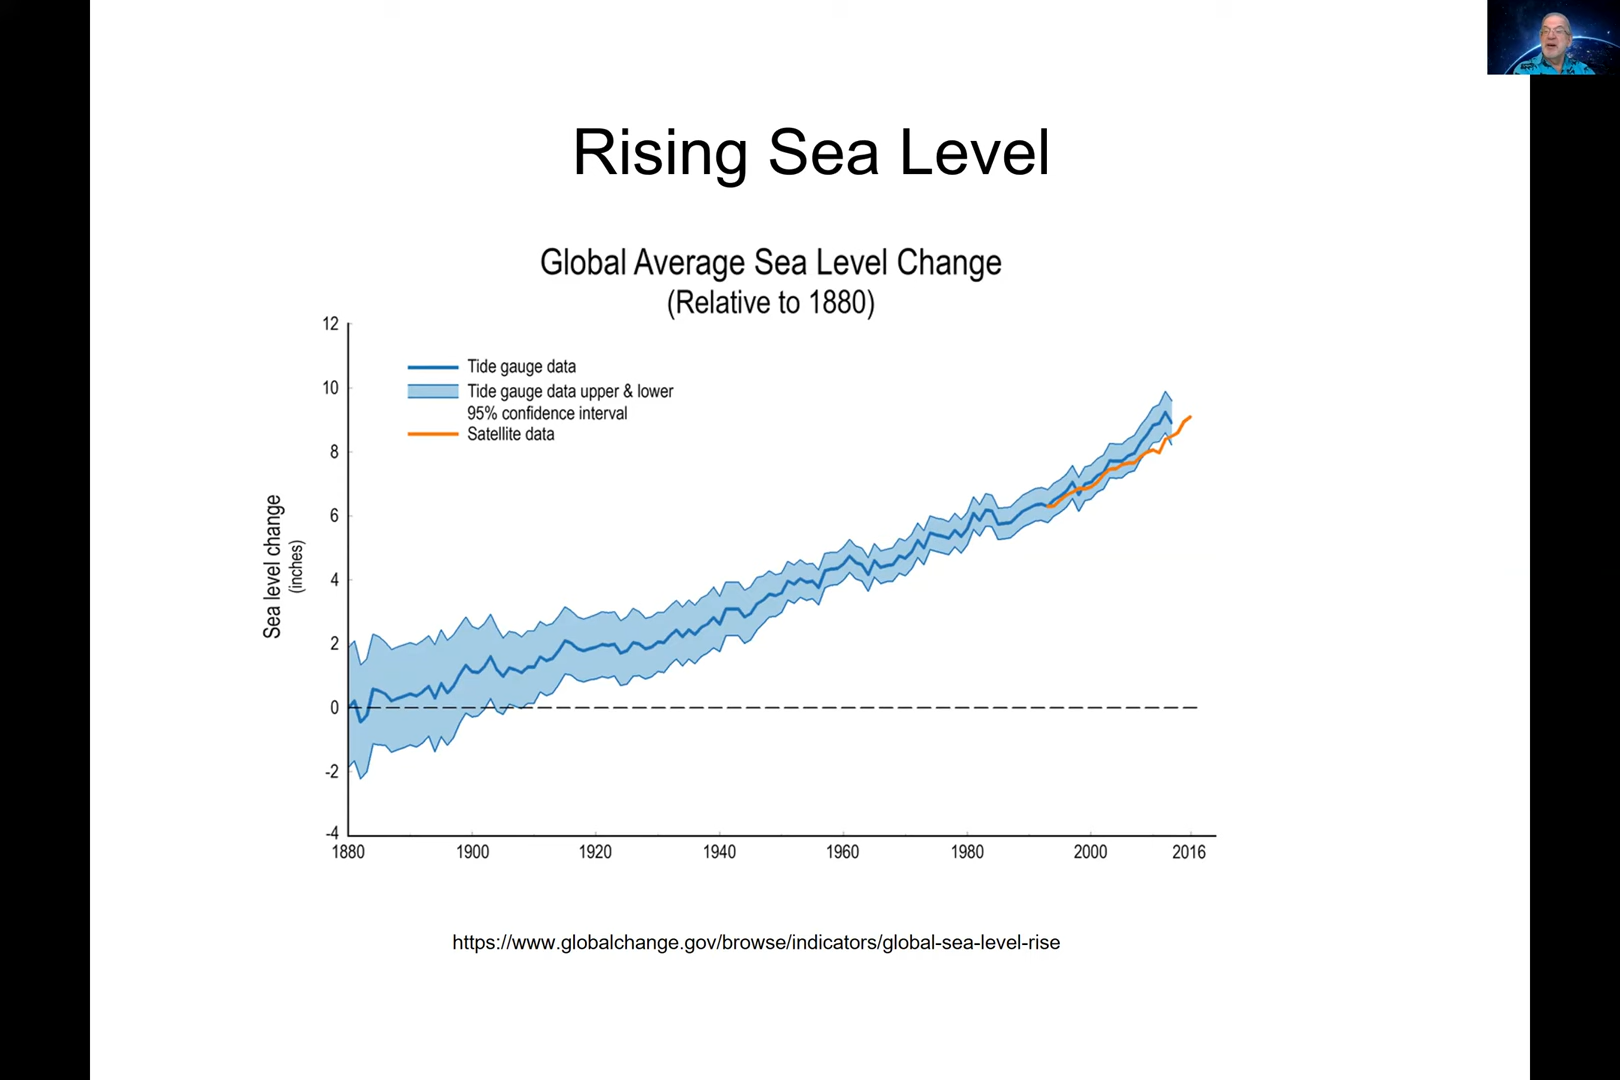 Rising Sea Level
Global Average Sea Level Change
(Relative to 1880)
12
10
8
6
4
2
0
-2
-4
Sea level change
(inches)
Tide gauge data
Tide gauge data upper & lower
95% confidence interval
Satellite data
1880 1900 1920 1940 1960 1980 2000 2016
https://www.globalchange.gov/browse/indicators/global-sea-level-rise